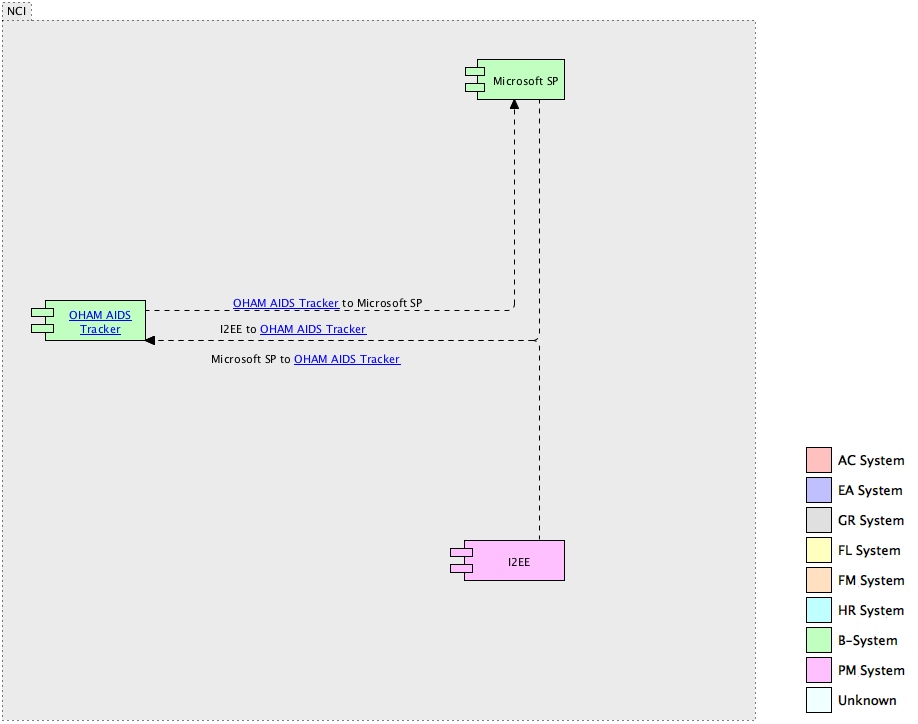 NCI
Microsoft SP
OHAM AIDS Tracker to Microsoft SP
OHAM AIDS
Tracker
I2EE to OHAM AIDS Tracker
Microsoft SP to OHAM AIDS Tracker
I2EE
AC System
EA System
GR System
FL System
FM System
HR System
B-System
PM System
Unknown